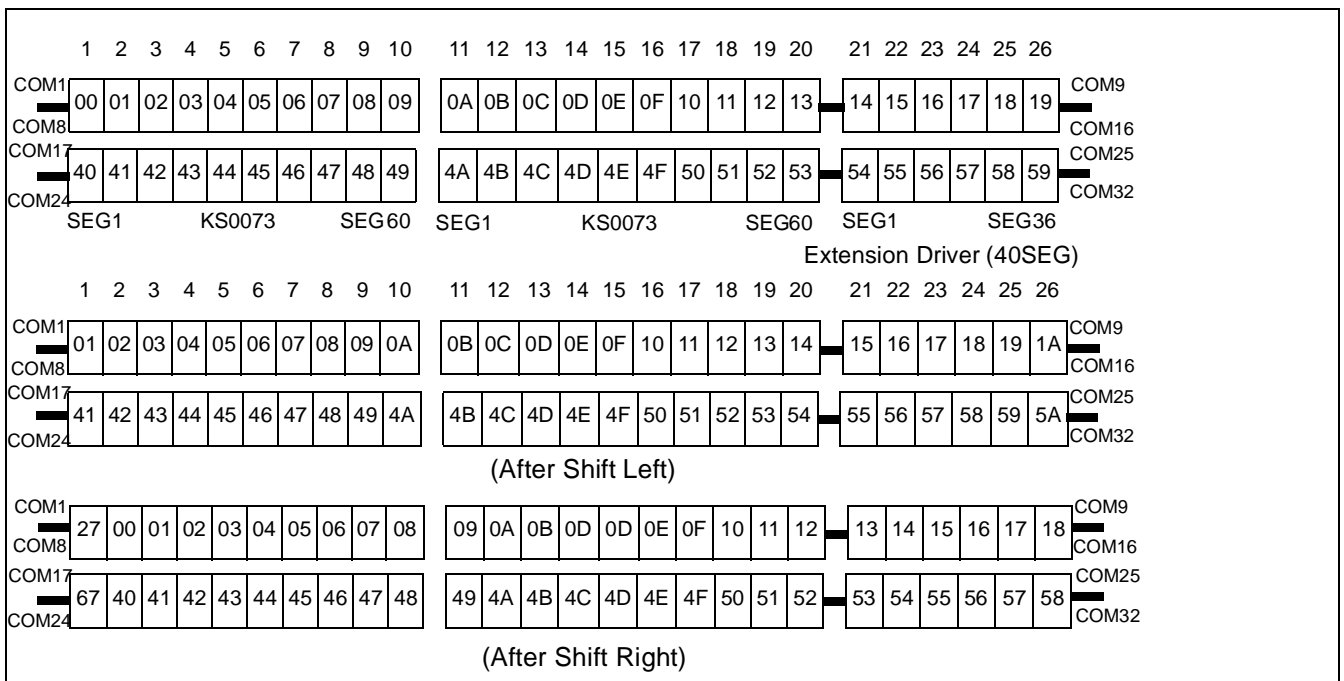 1 2 3 4 5 6 7 8 9 10 11 12 13 14 15 16 17 18 19 20 21 22 23 24 25 26
COM1 COM9
00 01 02 03 04 05 06 07 08 09 0A 0B 0C 0D 0E 0F 10 11 12 13 14 15 16 17 18 19
COM8 COM16
COM17 COM25
40 41 42 43 44 45 46 47 48 49 4A 4B 4C 4D 4E 4F 50 51 52 53 54 55 56 57 58 59
COM24 COM32
SEG1 KS0073 SEG60 SEG1 KS0073 SEG60 SEG1 SEG36
Extension Driver (40SEG)
1 2 3 4 5 6 7 8 9 10 11 12 13 14 15 16 17 18 19 20 21 22 23 24 25 26
COM1 COM9
01 02 03 04 05 06 07 08 09 0A 0B 0C 0D 0E 0F 10 11 12 13 14 15 16 17 18 19 1A
COM8 COM16
COM17 COM25
41 42 43 44 45 46 47 48 49 4A 4B 4C 4D 4E 4F 50 51 52 53 54 55 56 57 58 59 5A
COM24 COM32
(After Shift Left)
COM1 COM9
27 00 01 02 03 04 05 06 07 08 09 0A 0B 0D 0D 0E 0F 10 11 12 13 14 15 16 17 18
COM8 COM16
COM17 COM25
67 40 41 42 43 44 45 46 47 48 49 4A 4B 4C 4D 4E 4F 50 51 52 53 54 55 56 57 58
COM24 COM32
(After Shift Right)